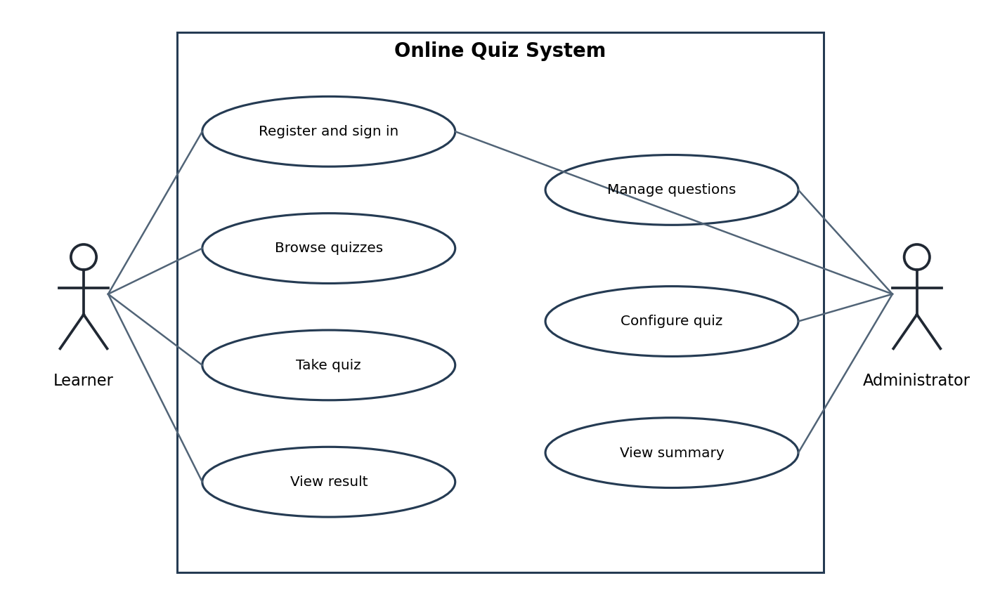 Online Quiz System
Register and sign in
Manage questions
Browse quizzes
Configure quiz
Take quiz
Learner
Administrator
View summary
View result